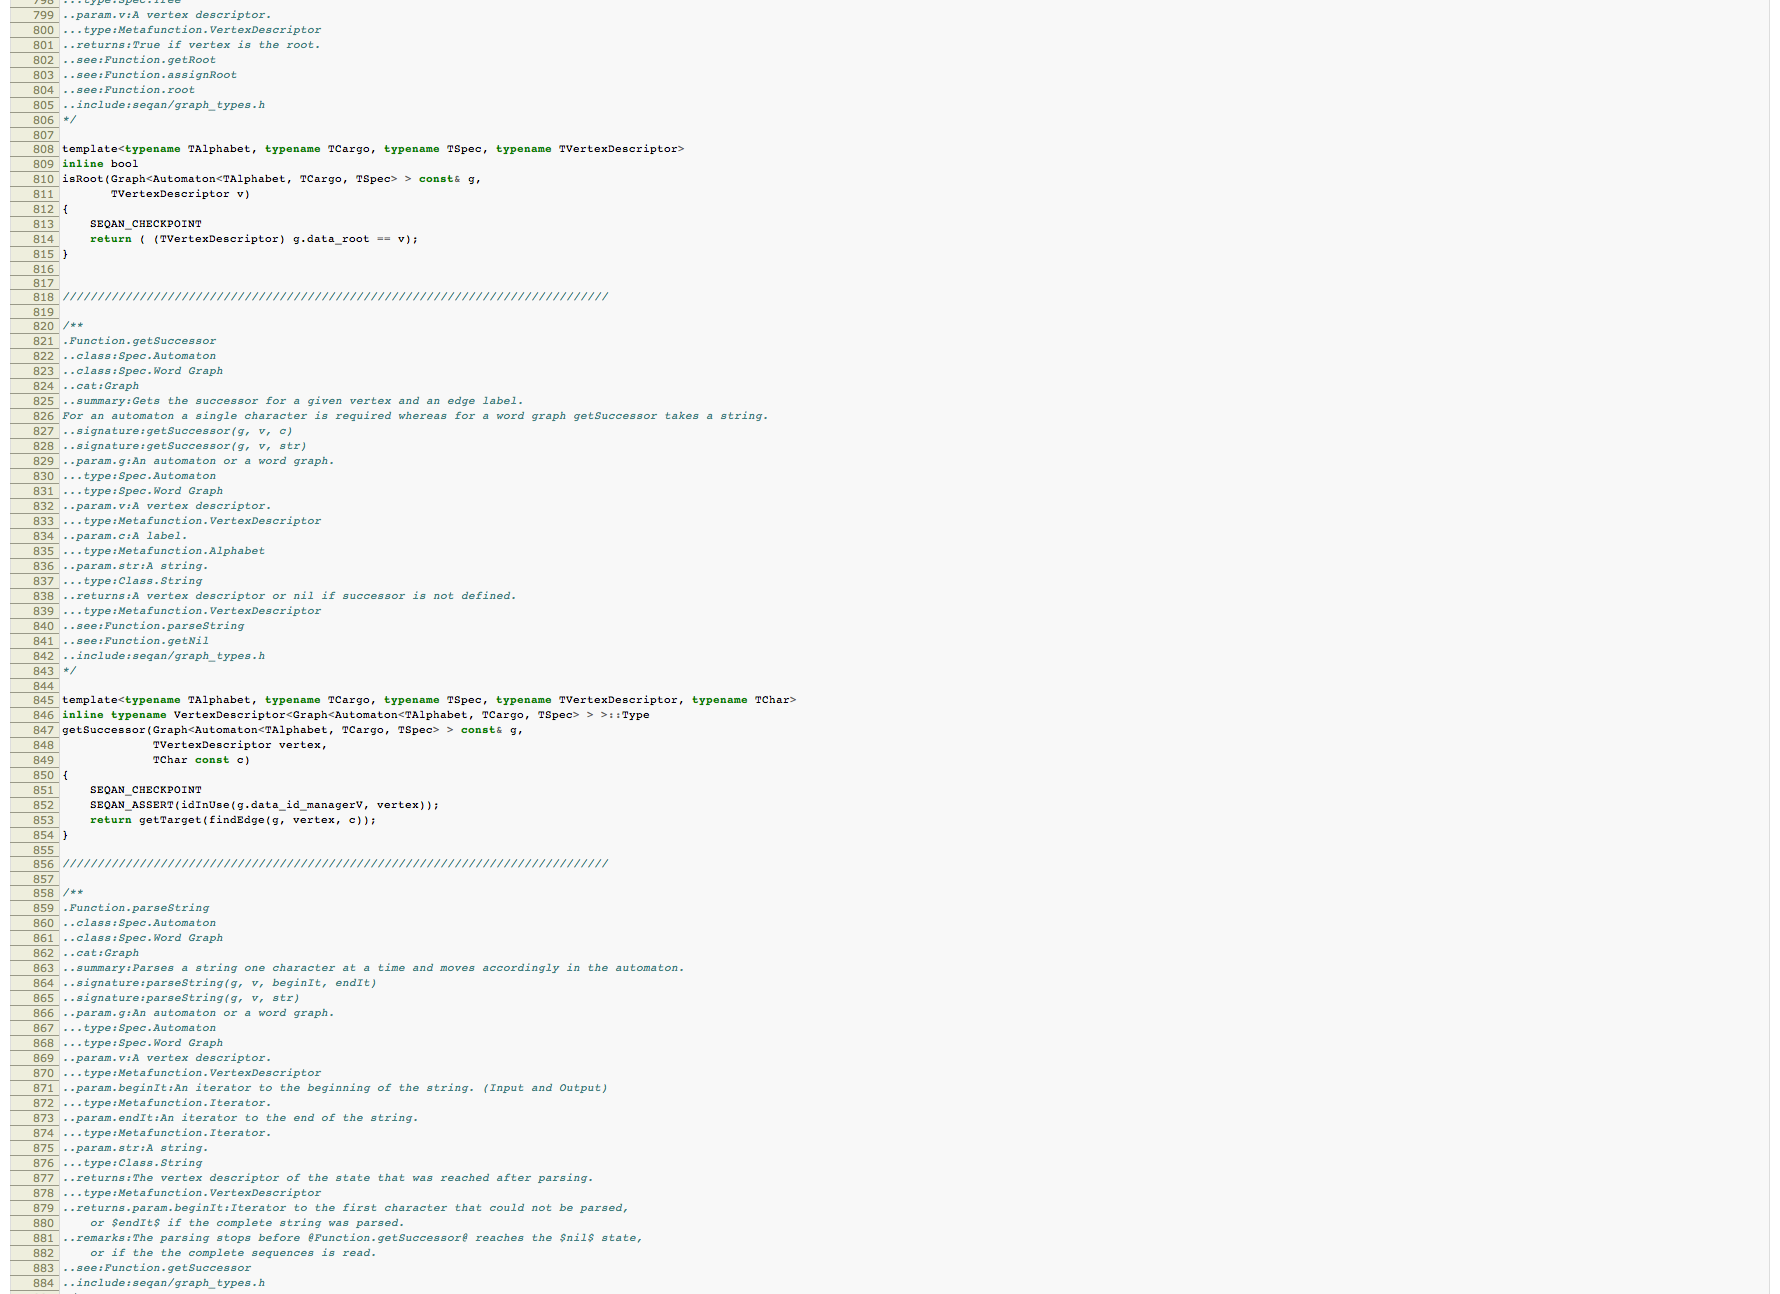 798 ...type:Spec.Tree
799 ..param.v:A vertex descriptor.
800 ...type:Metafunction.VertexDescriptor
801 ..returns:True if vertex is the root.
802 ..see:Function.getRoot
803 ..see:Function.assignRoot
804 ..see:Function.root
805 ..include:seqan/graph_types.h
806 */
807
808 template<typename TAlphabet, typename TCargo, typename TSpec, typename TVertexDescriptor>
809 inline bool
810 isRoot(Graph<Automaton<TAlphabet, TCargo, TSpec> > const& g,
811        TVertexDescriptor v)
812 {
813     SEQAN_CHECKPOINT
814     return ( (TVertexDescriptor) g.data_root == v);
815 }
816
817
818 //////////////////////////////////////////////////////////////////////////////
819
820 /**
821 .Function.getSuccessor
822 ..class:Spec.Automaton
823 ..class:Spec.Word Graph
824 ..cat:Graph
825 ..summary:Gets the successor for a given vertex and an edge label.
826 For an automaton a single character is required whereas for a word graph getSuccessor takes a string.
827 ..signature:getSuccessor(g, v, c)
828 ..signature:getSuccessor(g, v, str)
829 ..param.g:An automaton or a word graph.
830 ...type:Spec.Automaton
831 ...type:Spec.Word Graph
832 ..param.v:A vertex descriptor.
833 ...type:Metafunction.VertexDescriptor
834 ..param.c:A label.
835 ...type:Metafunction.Alphabet
836 ..param.str:A string.
837 ...type:Class.String
838 ..returns:A vertex descriptor or nil if successor is not defined.
839 ...type:Metafunction.VertexDescriptor
840 ..see:Function.parseString
841 ..see:Function.getNil
842 ..include:seqan/graph_types.h
843 */
844
845 template<typename TAlphabet, typename TCargo, typename TSpec, typename TVertexDescriptor, typename TChar>
846 inline typename VertexDescriptor<Graph<Automaton<TAlphabet, TCargo, TSpec> > >::Type
847 getSuccessor(Graph<Automaton<TAlphabet, TCargo, TSpec> > const& g,
848              TVertexDescriptor vertex,
849              TChar const c)
850 {
851     SEQAN_CHECKPOINT
852     SEQAN_ASSERT(idInUse(g.data_id_managerV, vertex));
853     return getTarget(findEdge(g, vertex, c));
854 }
855
856 //////////////////////////////////////////////////////////////////////////////
857
858 /**
859 .Function.parseString
860 ..class:Spec.Automaton
861 ..class:Spec.Word Graph
862 ..cat:Graph
863 ..summary:Parses a string one character at a time and moves accordingly in the automaton.
864 ..signature:parseString(g, v, beginIt, endIt)
865 ..signature:parseString(g, v, str)
866 ..param.g:An automaton or a word graph.
867 ...type:Spec.Automaton
868 ...type:Spec.Word Graph
869 ..param.v:A vertex descriptor.
870 ...type:Metafunction.VertexDescriptor
871 ..param.beginIt:An iterator to the beginning of the string. (Input and Output)
872 ...type:Metafunction.Iterator.
873 ..param.endIt:An iterator to the end of the string.
874 ...type:Metafunction.Iterator.
875 ..param.str:A string.
876 ...type:Class.String
877 ..returns:The vertex descriptor of the state that was reached after parsing.
878 ...type:Metafunction.VertexDescriptor
879 ..returns.param.beginIt:Iterator to the first character that could not be parsed,
880     or $endIt$ if the complete string was parsed.
881 ..remarks:The parsing stops before @Function.getSuccessor@ reaches the $nil$ state,
882     or if the the complete sequences is read.
883 ..see:Function.getSuccessor
884 ..include:seqan/graph_types.h